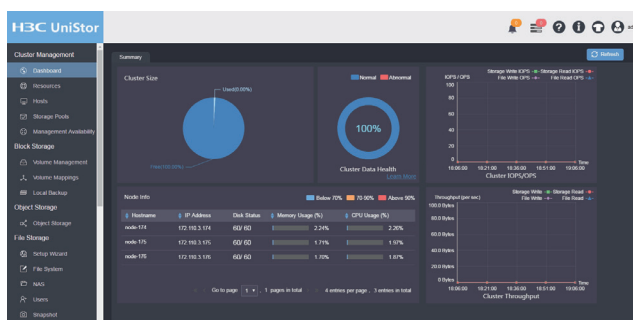 H3C UniStor
Cluster Management
Dashboard
Resources
Hosts
Storage Pools
Management Availability
Block Storage
Volume Management
Volume Mappings
Local Backup
Object Storage
Object Storage
File Storage
Setup Wizard
File System
NAS
Users
Snapshot
Summary
Refresh
Cluster Size
Used(0.00%)
Normal Abnormal
100%
Cluster Data Health
Learn More
IOPS / OPS
Storage Write IOPS Storage Read IOPS
File Write OPS File Read OPS
100
80
60
40
20
0
Time
18:06:00 18:21:00 18:36:00 18:51:00 19:06:00
Cluster IOPS/OPS
Node Info
Below 70% 70-90% Above 90%
Hostname IP Address Disk Status Memory Usage (%) CPU Usage (%)
node-174 172.110.3.174 60/ 60 2.24% 2.26%
node-175 172.110.3.175 60/ 60 1.71% 1.97%
node-176 172.110.3.176 60/ 60 1.70% 1.87%
Go to page 1 , 1 pages in total 4 entries per page , 3 entries in total
Throughput (per sec)
Storage Write Storage Read
File Write File Read
100.0 Bytes
80.0 Bytes
60.0 Bytes
40.0 Bytes
20.0 Bytes
0 Bytes
Time
18:06:00 18:21:00 18:36:00 18:51:00 19:06:00
Cluster Throughput